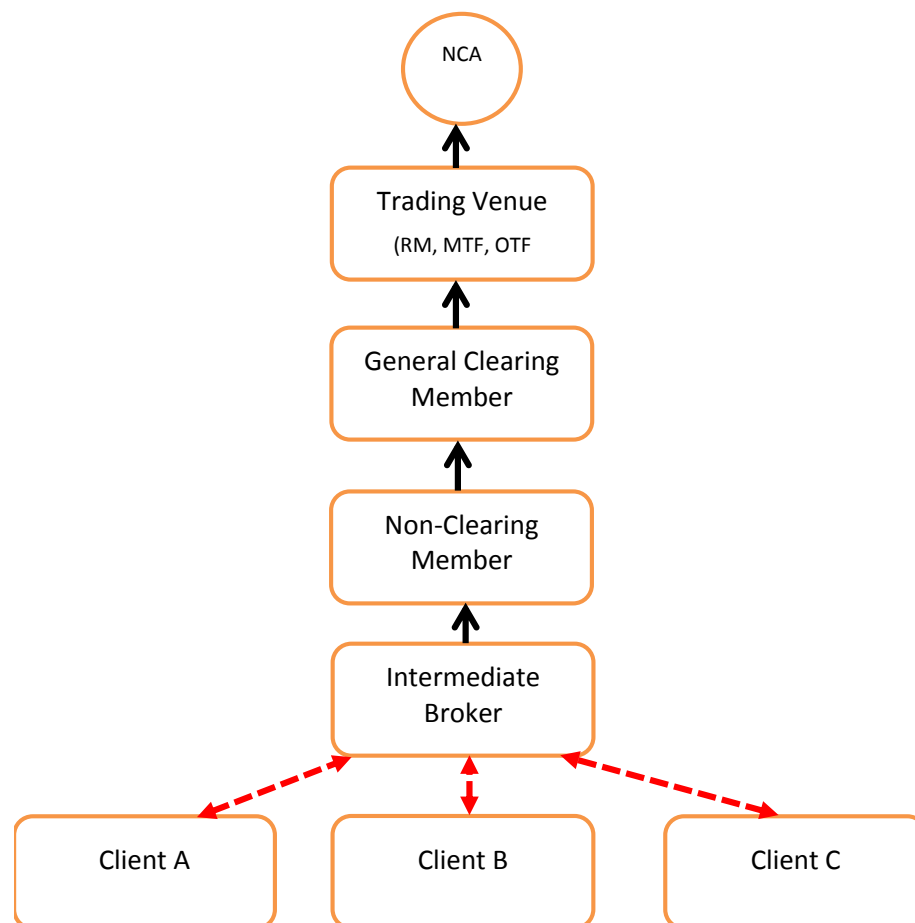 NCA
Trading Venue
(RM, MTF, OTF
General Clearing
Member
Non-Clearing
Member
Intermediate
Broker
Client A
Client B
Client C